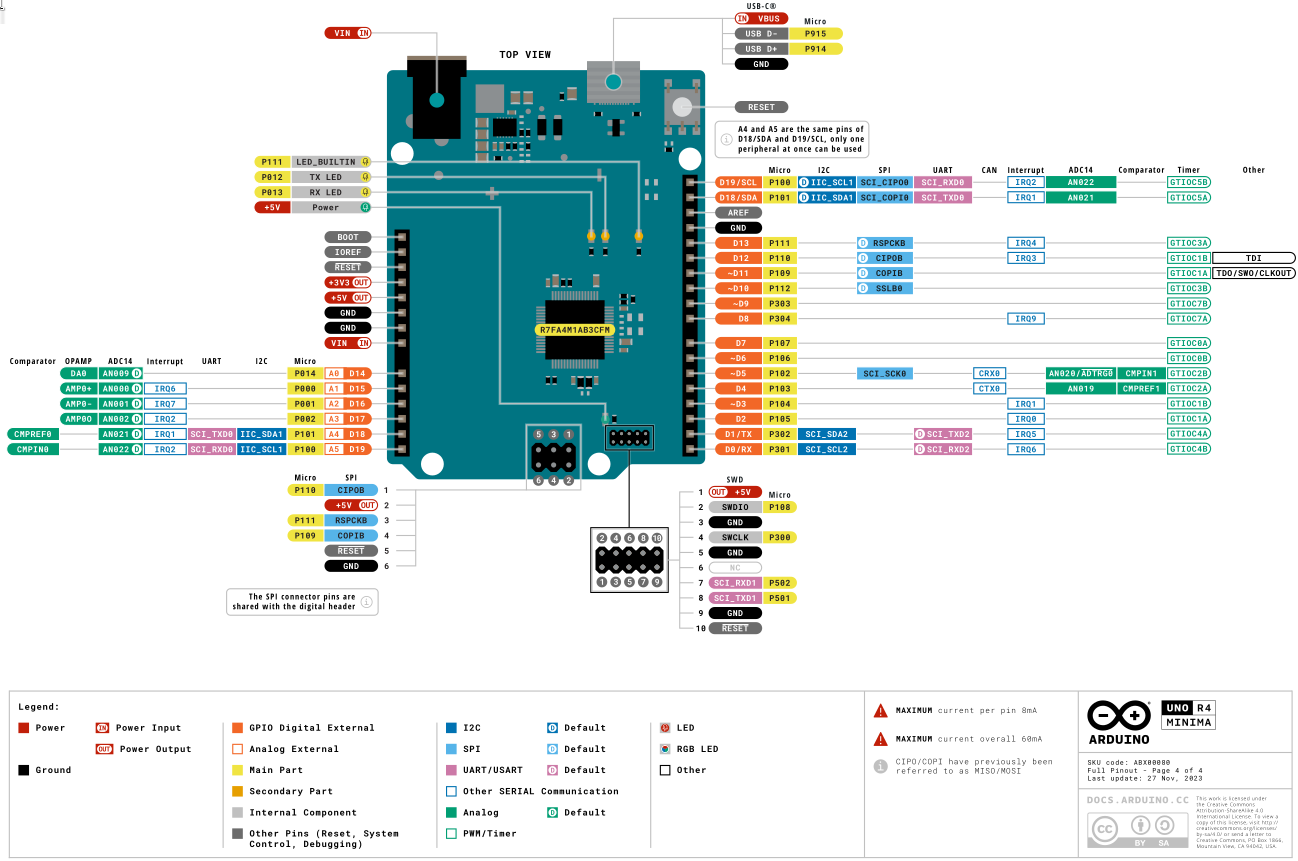 USB-C®
IN VBUS Micro
USB D- P915
USB D+ P914
GND
VIN IN
TOP VIEW
RESET
A4 and A5 are the same pins of
D18/SDA and D19/SCL, only one
peripheral at once can be used
P111 LED_BUILTIN
P012 TX LED
P013 RX LED
+5V Power
BOOT
IOREF
RESET
+3V3 OUT
+5V OUT
GND
GND
VIN IN
Comparator OPAMP ADC14 Interrupt UART I2C Micro
DA0 AN009 D P014 A0 D14
AMP0+ AN000 D IRQ6 P000 A1 D15
AMP0- AN001 D IRQ7 P001 A2 D16
AMP0O AN002 D IRQ2 P002 A3 D17
CMPREF0 AN021 D IRQ1 SCI_TXD0 IIC_SDA1 P101 A4 D18
CMPIN0 AN022 D IRQ2 SCI_RXD0 IIC_SCL1 P100 A5 D19
Micro I2C SPI UART CAN Interrupt ADC14 Comparator Timer Other
D19/SCL P100 D IIC_SCL1 SCI_CIPO0 SCI_RXD0 IRQ2 AN022 GTIOC5B
D18/SDA P101 D IIC_SDA1 SCI_COPI0 SCI_TXD0 IRQ1 AN021 GTIOC5A
AREF
GND
D13 P111 D RSPCKB IRQ4 GTIOC3A
D12 P110 D CIPOB IRQ3 GTIOC1B TDI
~D11 P109 D COPIB GTIOC1A TDO/SWO/CLKOUT
~D10 P112 D SSLB0 GTIOC3B
~D9 P303 GTIOC7B
D8 P304 IRQ9 GTIOC7A
D7 P107 GTIOC0A
~D6 P106 GTIOC0B
~D5 P102 SCI_SCK0 CRX0 AN020/ADTRG0 CMPIN1 GTIOC2B
D4 P103 CTX0 AN019 CMPREF1 GTIOC2A
~D3 P104 IRQ1 GTIOC1B
D2 P105 IRQ0 GTIOC1A
D1/TX P302 SCI_SDA2 D SCI_TXD2 IRQ5 GTIOC4A
D0/RX P301 SCI_SCL2 D SCI_RXD2 IRQ6 GTIOC4B
R7FA4M1AB3CFM
5 3 1
6 4 2
Micro SPI
P110 CIPOB 1
+5V OUT 2
P111 RSPCKB 3
P109 COPIB 4
RESET 5
GND 6
The SPI connector pins are
shared with the digital header
2 4 6 8 10
1 3 5 7 9
SWD
1 OUT +5V Micro
2 SWDIO P108
3 GND
4 SWCLK P300
5 GND
6 NC
7 SCI_RXD1 P502
8 SCI_TXD1 P501
9 GND
10 RESET
Legend:
Power
IN Power Input
OUT Power Output
Ground
GPIO Digital External
Analog External
Main Part
Secondary Part
Internal Component
Other Pins (Reset, System
Control, Debugging)
I2C D Default
SPI D Default
UART/USART D Default
Other SERIAL Communication
Analog D Default
PWM/Timer
LED
RGB LED
Other
MAXIMUM current per pin 8mA
MAXIMUM current overall 60mA
CIPO/COPI have previously been
referred to as MISO/MOSI
ARDUINO
UNO R4
MINIMA
SKU code: ABX00080
Full Pinout - Page 4 of 4
Last update: 27 Nov, 2023
DOCS.ARDUINO.CC
CC BY SA
This work is licensed under
the Creative Commons
Attribution-ShareAlike 4.0
International License. To view a
copy of this license, visit http://
creativecommons.org/licenses/
by-sa/4.0/ or send a letter to
Creative Commons, PO Box 1866,
Mountain View, CA 94042, USA.